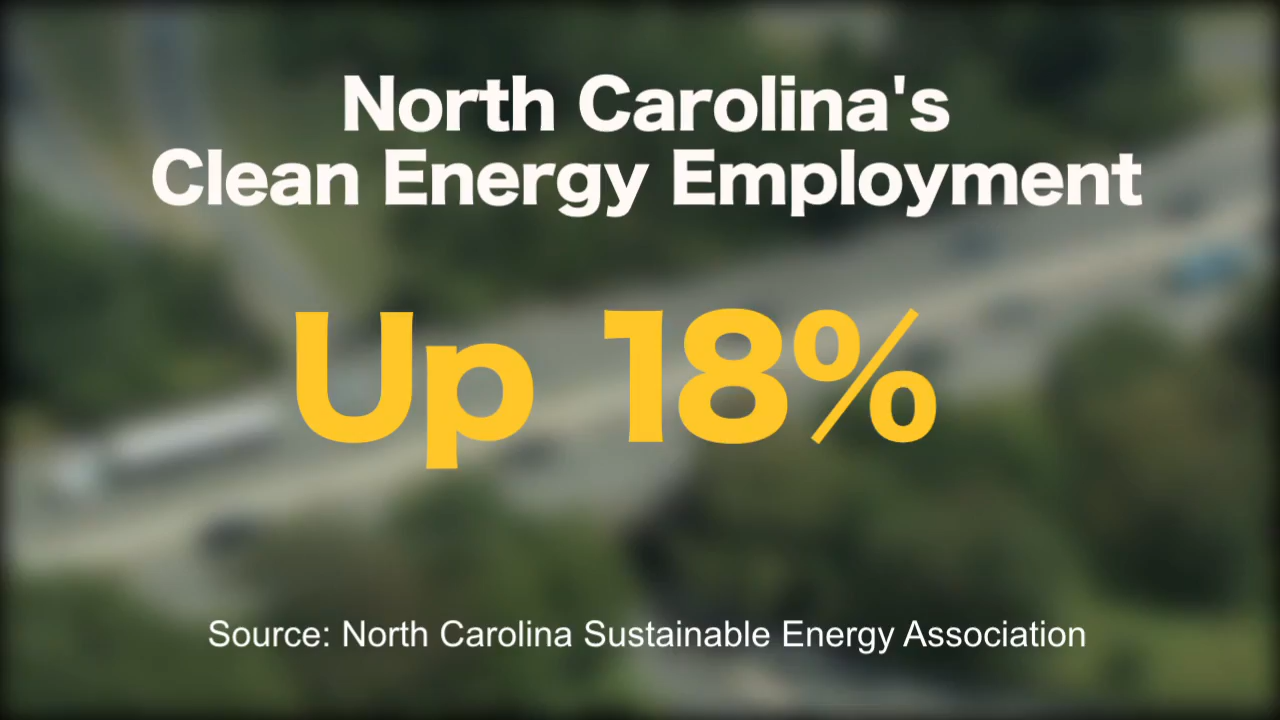 North Carolina's
Clean Energy Employment
Up 18%
Source: North Carolina Sustainable Energy Association